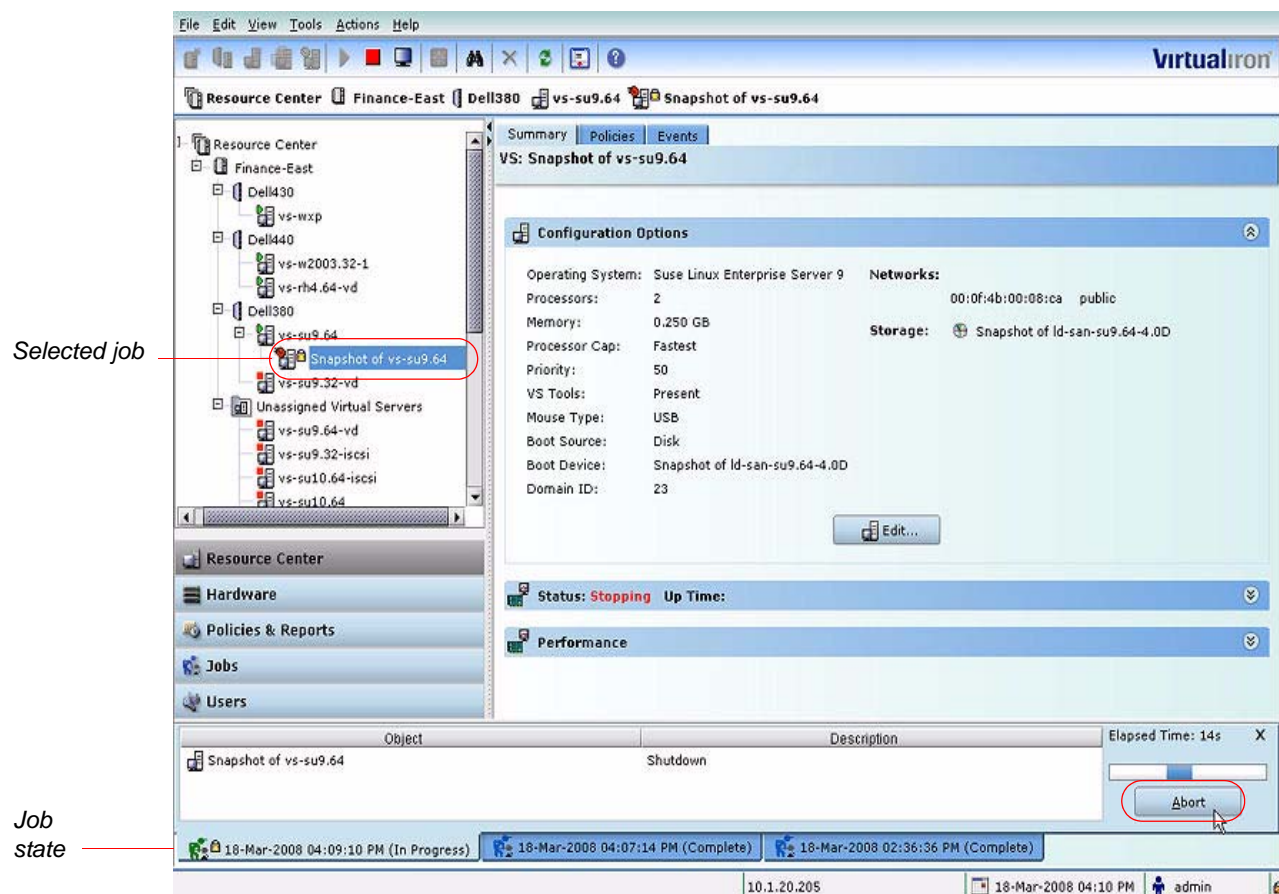 File Edit View Tools Actions Help
Virtualiron
Resource Center Finance-East Dell380 vs-su9.64 Snapshot of vs-su9.64
Resource Center
Finance-East
Dell430
vs-wxp
Dell440
vs-w2003.32-1
vs-rh4.64-vd
Dell380
vs-su9.64
Selected job
Snapshot of vs-su9.64
vs-su9.32-vd
Unassigned Virtual Servers
vs-su9.64-vd
vs-su9.32-iscsi
vs-su10.64-iscsi
vs-su10.64
Resource Center
Hardware
Policies & Reports
Jobs
Users
Summary Policies Events
VS: Snapshot of vs-su9.64
Configuration Options
Operating System: Suse Linux Enterprise Server 9
Processors: 2
Memory: 0.250 GB
Processor Cap: Fastest
Priority: 50
VS Tools: Present
Mouse Type: USB
Boot Source: Disk
Boot Device: Snapshot of ld-san-su9.64-4.0D
Domain ID: 23
Networks:
00:0f:4b:00:08:ca public
Storage: Snapshot of ld-san-su9.64-4.0D
Edit...
Status: Stopping Up Time:
Performance
Object Description
Snapshot of vs-su9.64 Shutdown
Elapsed Time: 14s X
Abort
Job
state
18-Mar-2008 04:09:10 PM (In Progress) 18-Mar-2008 04:07:14 PM (Complete) 18-Mar-2008 02:36:36 PM (Complete)
10.1.20.205 18-Mar-2008 04:10 PM admin